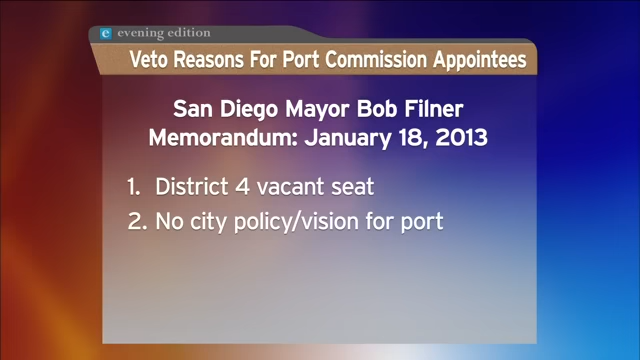 e evening edition
Veto Reasons For Port Commission Appointees
San Diego Mayor Bob Filner
Memorandum: January 18, 2013
1. District 4 vacant seat
2. No city policy/vision for port